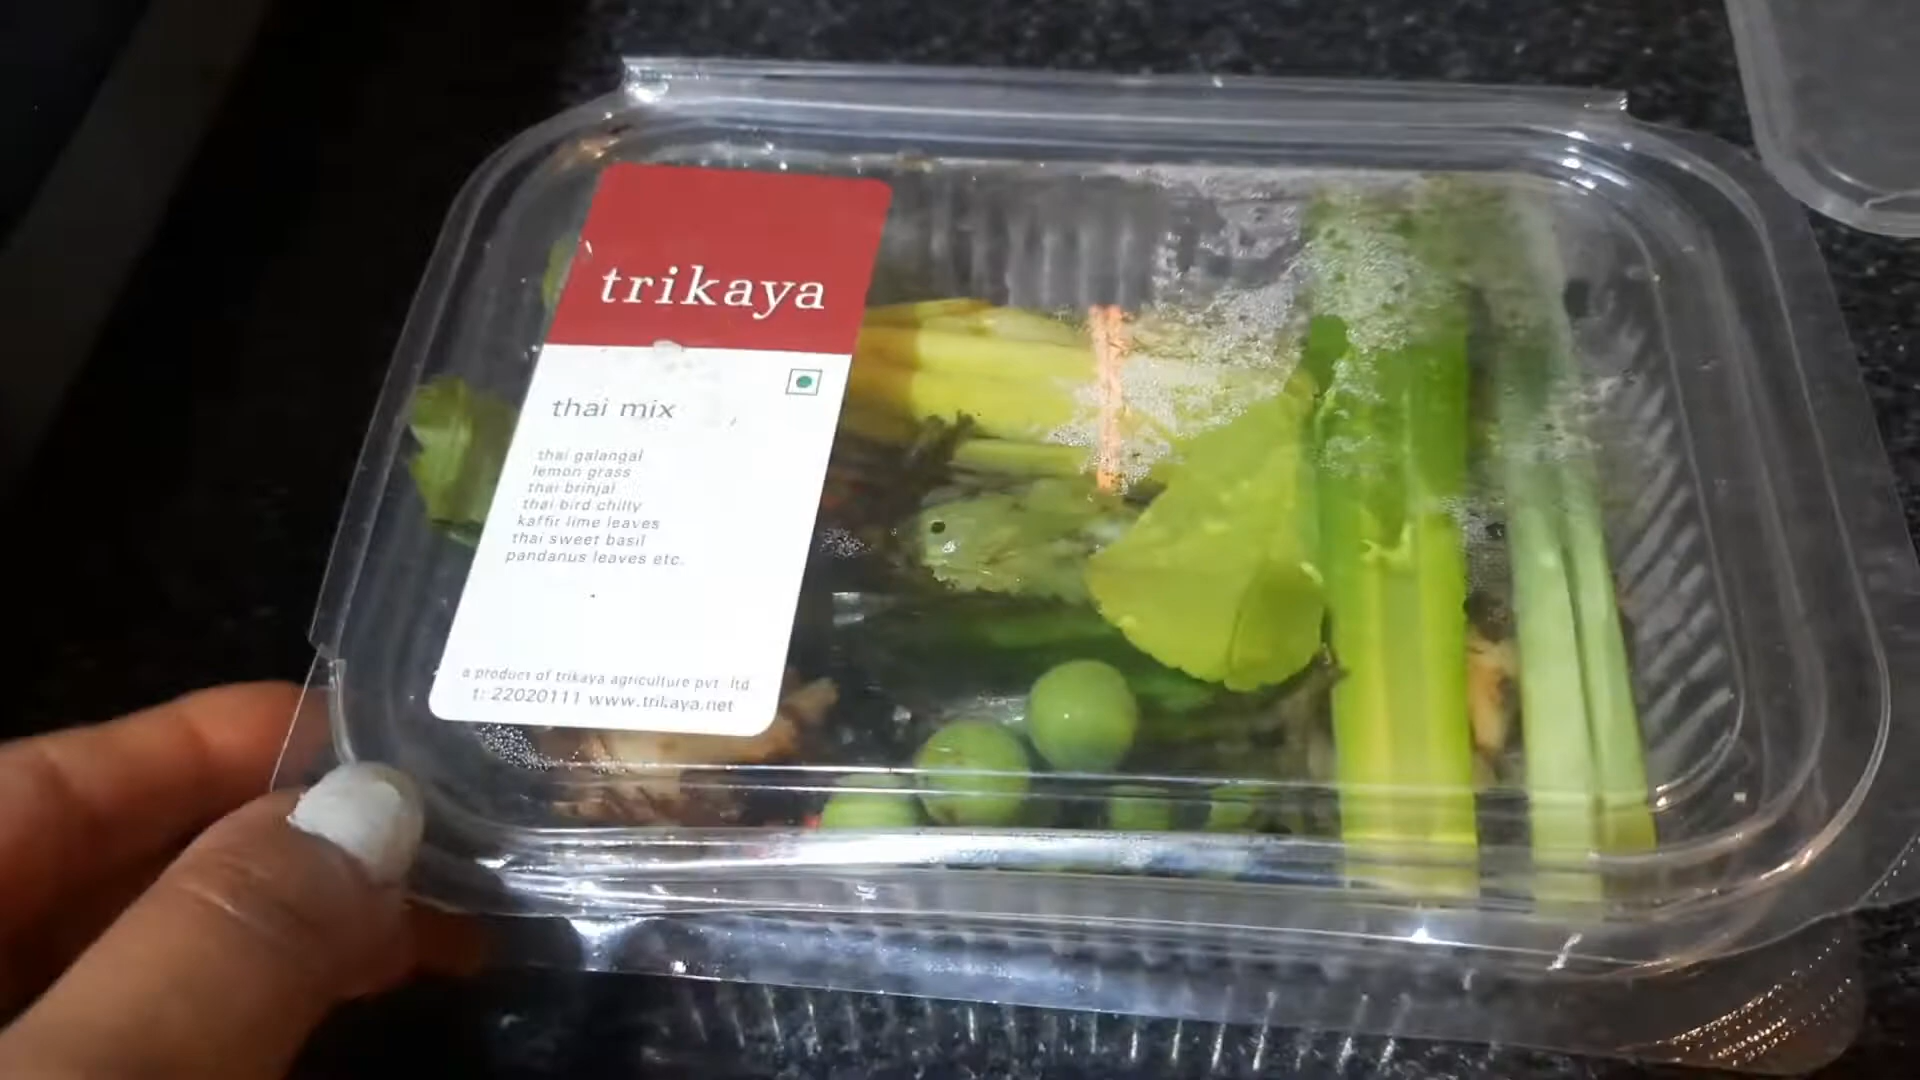 trikaya
thai mix
thai galangal
lemon grass
thai brinjal
thai bird chilly
kaffir lime leaves
thai sweet basil
pandanus leaves etc.
a product of trikaya agriculture pvt. ltd
t: 22020111 www.trikaya.net